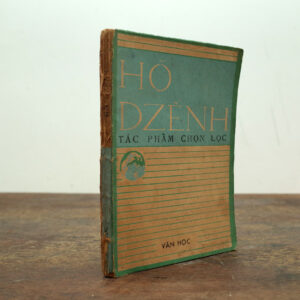 HỒ
DZẾNH
TÁC PHẨM CHỌN LỌC
VĂN HỌC